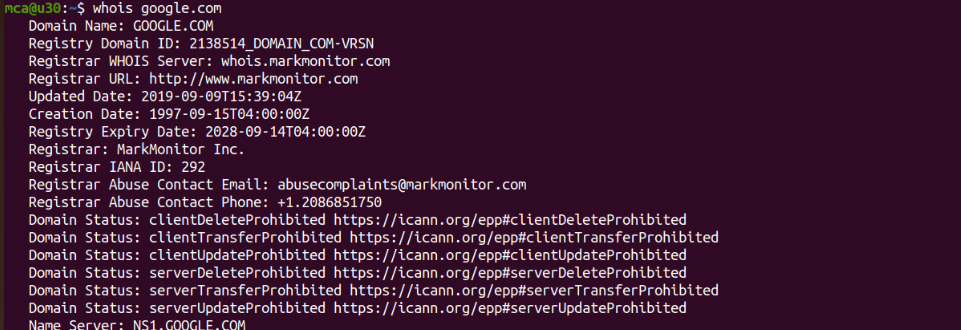 mca@u30:~$ whois google.com
Domain Name: GOOGLE.COM
Registry Domain ID: 2138514_DOMAIN_COM-VRSN
Registrar WHOIS Server: whois.markmonitor.com
Registrar URL: http://www.markmonitor.com
Updated Date: 2019-09-09T15:39:04Z
Creation Date: 1997-09-15T04:00:00Z
Registry Expiry Date: 2028-09-14T04:00:00Z
Registrar: MarkMonitor Inc.
Registrar IANA ID: 292
Registrar Abuse Contact Email: abusecomplaints@markmonitor.com
Registrar Abuse Contact Phone: +1.2086851750
Domain Status: clientDeleteProhibited https://icann.org/epp#clientDeleteProhibited
Domain Status: clientTransferProhibited https://icann.org/epp#clientTransferProhibited
Domain Status: clientUpdateProhibited https://icann.org/epp#clientUpdateProhibited
Domain Status: serverDeleteProhibited https://icann.org/epp#serverDeleteProhibited
Domain Status: serverTransferProhibited https://icann.org/epp#serverTransferProhibited
Domain Status: serverUpdateProhibited https://icann.org/epp#serverUpdateProhibited
Name Server: NS1.GOOGLE.COM